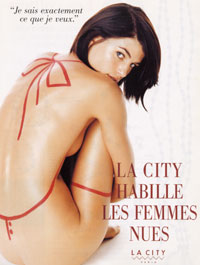 "Je sais exactement
ce que je veux."
LA CITY
HABILLE
LES FEMMES
NUES
LA CITY
PARIS